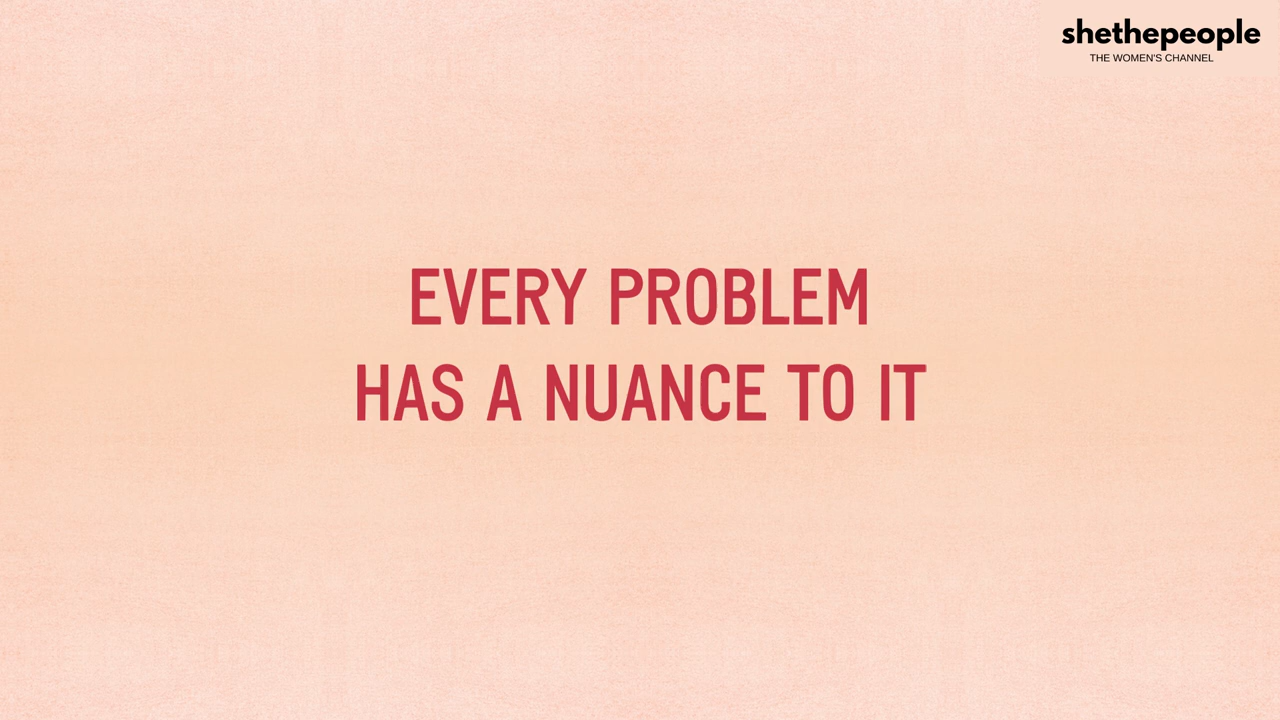 shethepeople
THE WOMEN'S CHANNEL
EVERY PROBLEM
HAS A NUANCE TO IT